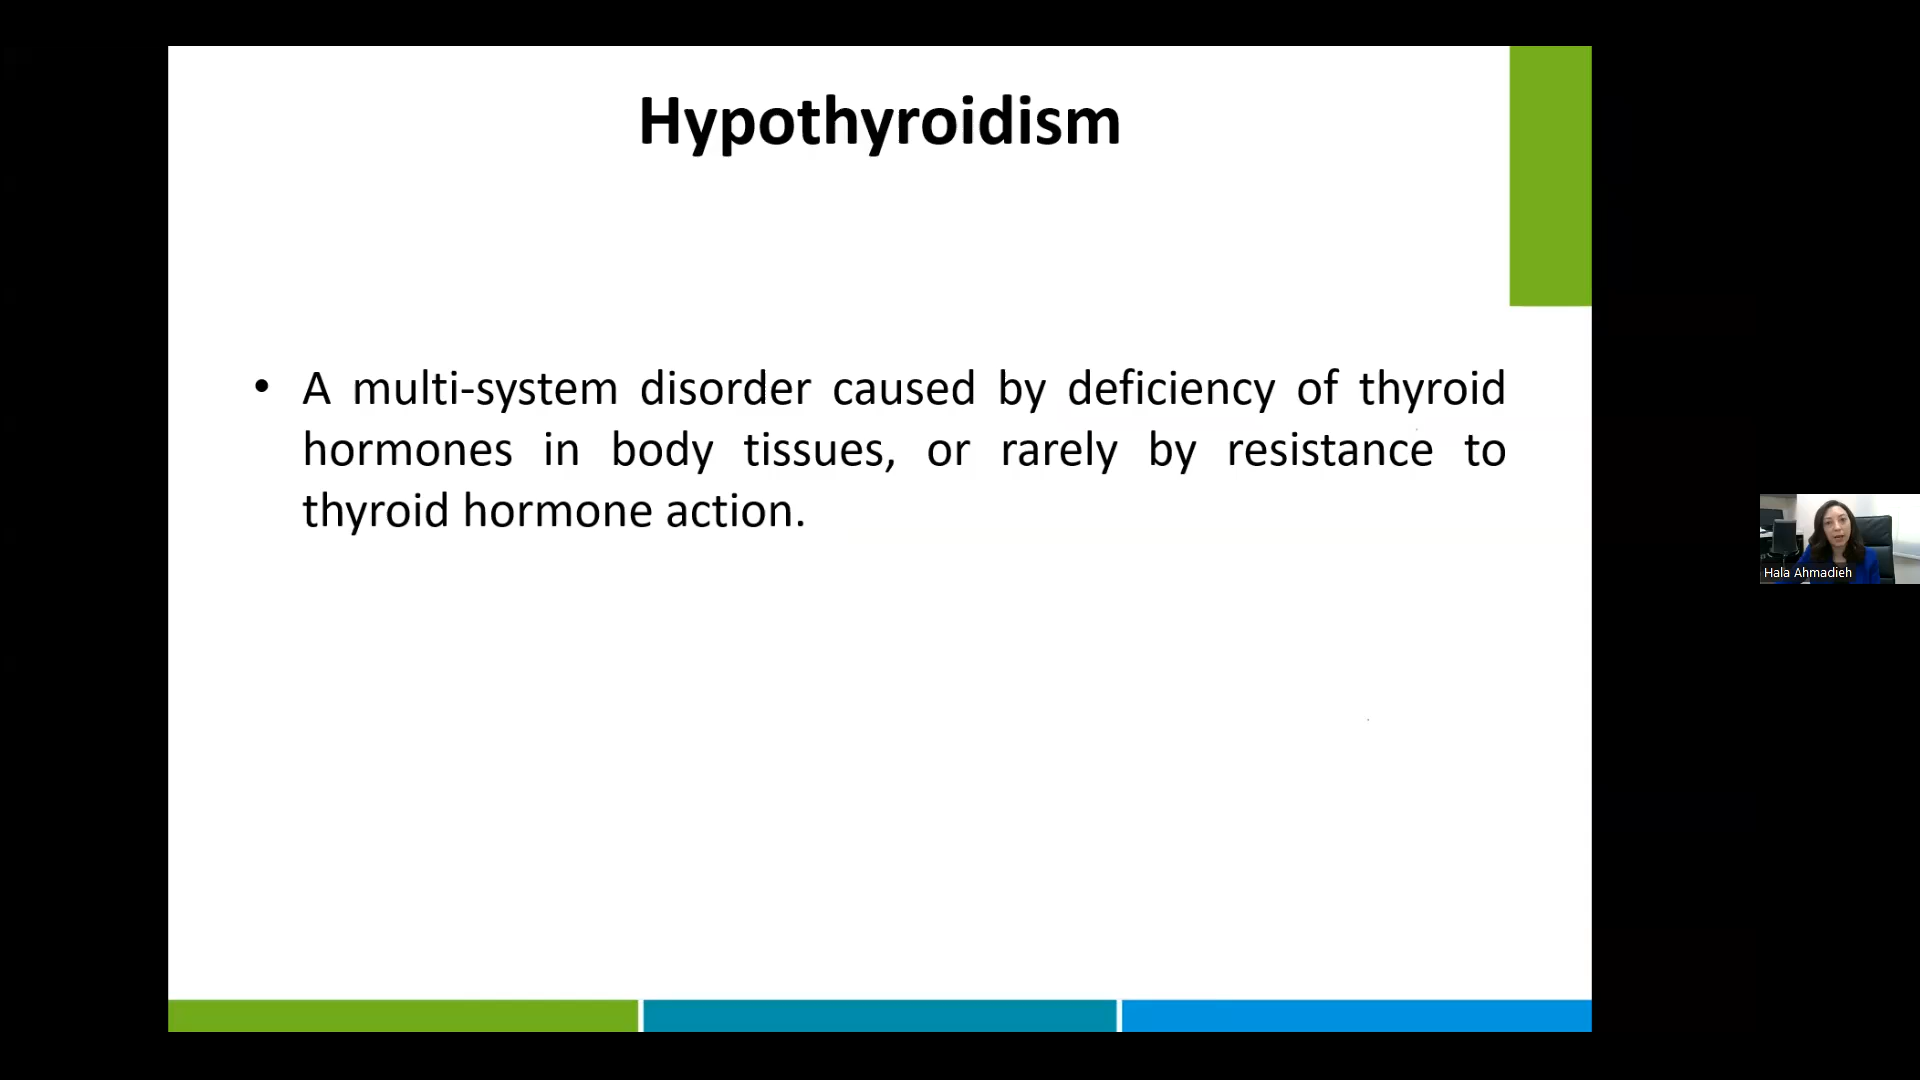 Hypothyroidism
• A multi-system disorder caused by deficiency of thyroid
hormones in body tissues, or rarely by resistance to
thyroid hormone action.
Hala Ahmadieh